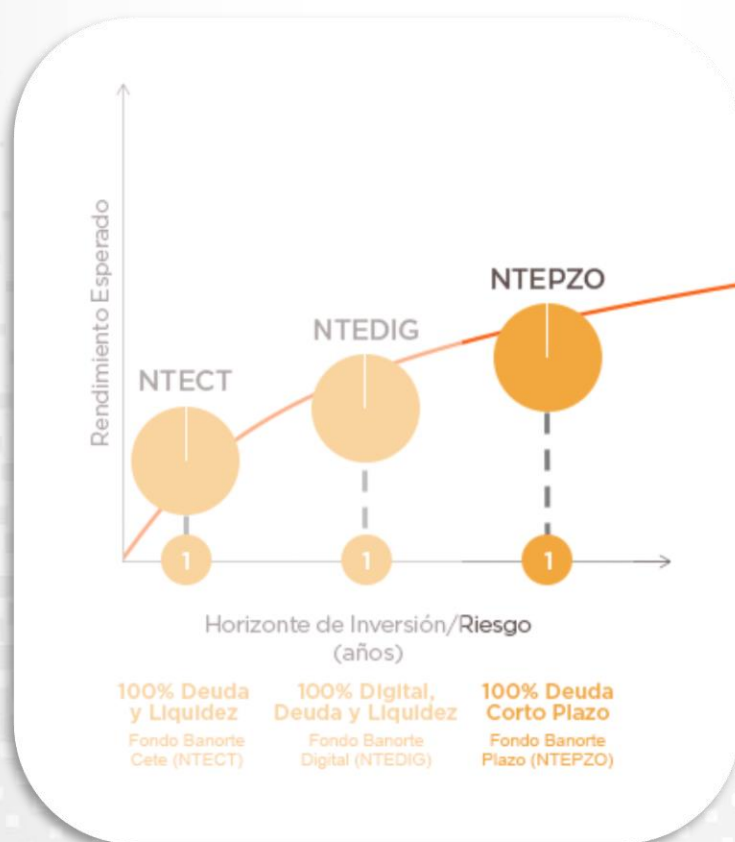 Rendimiento Esperado
NTECT
NTEDIG
NTEPZO
1
1
1
Horizonte de Inversión/Riesgo
(años)
100% Deuda
y Liquidez
Fondo Banorte
Cete (NTECT)
100% Digital,
Deuda y Liquidez
Fondo Banorte
Digital (NTEDIG)
100% Deuda
Corto Plazo
Fondo Banorte
Plazo (NTEPZO)